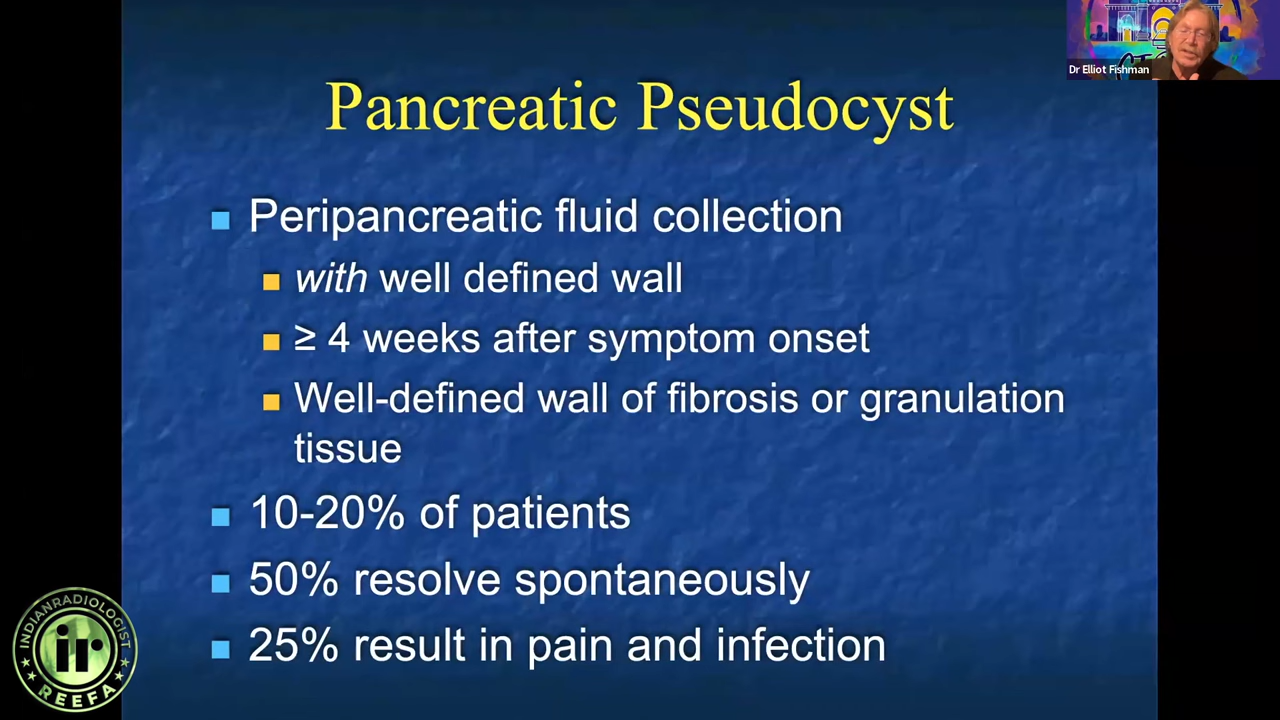 Dr Elliot Fishman
Pancreatic Pseudocyst
Peripancreatic fluid collection
with well defined wall
≥ 4 weeks after symptom onset
Well-defined wall of fibrosis or granulation
tissue
10-20% of patients
50% resolve spontaneously
25% result in pain and infection
INDIANRADIOLOGIST
ir
REEFA